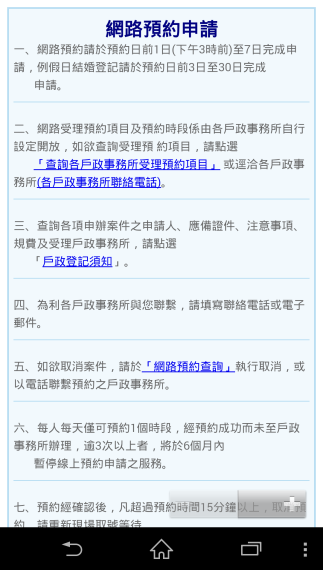 網路預約申請
一、網路預約請於預約日前1日(下午3時前)至7日完成申
請，例假日結婚登記請於預約日前3日至30日完成
申請。
二、網路受理預約項目及預約時段係由各戶政事務所自行
設定開放，如欲查詢受理預 約項目，請點選
「查詢各戶政事務所受理預約項目」 或逕洽各戶政事
務所(各戶政事務所聯絡電話)。
三、查詢各項申辦案件之申請人、應備證件、注意事項、
規費及受理戶政事務所，請點選
「戶政登記須知」。
四、為利各戶政事務所與您聯繫，請填寫聯絡電話或電子
郵件。
五、如欲取消案件，請於「網路預約查詢」執行取消，或
以電話聯繫預約之戶政事務所。
六、每人每天僅可預約1個時段，經預約成功而未至戶政
事務所辦理，逾3次以上者，將於6個月內
暫停線上預約申請之服務。
七、預約經確認後，凡超過預約時間15分鐘以上，取消預
約，請重新現場取號等待